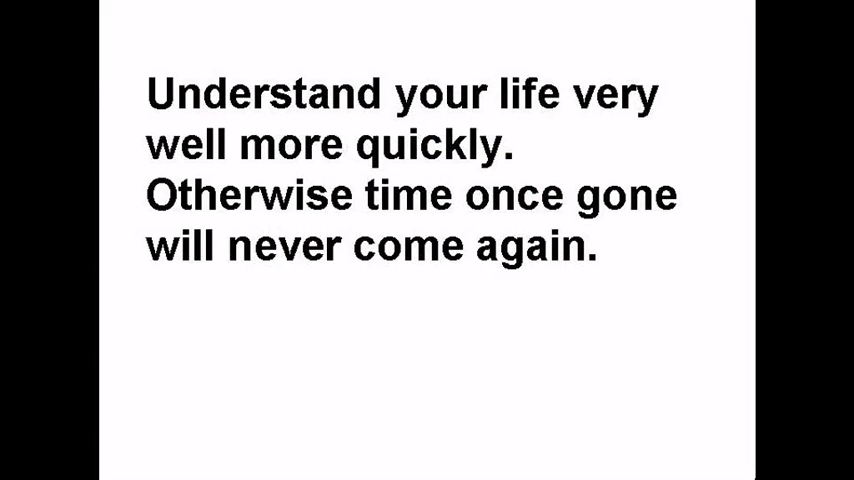 Understand your life very
well more quickly.
Otherwise time once gone
will never come again.